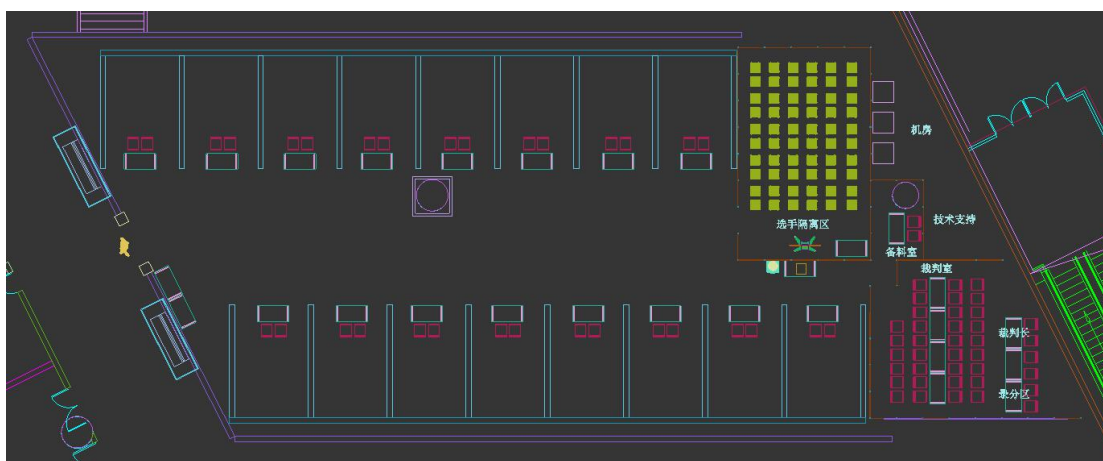 机房
选手隔离区
技术支持
备料室
裁判室
裁判长
录分区